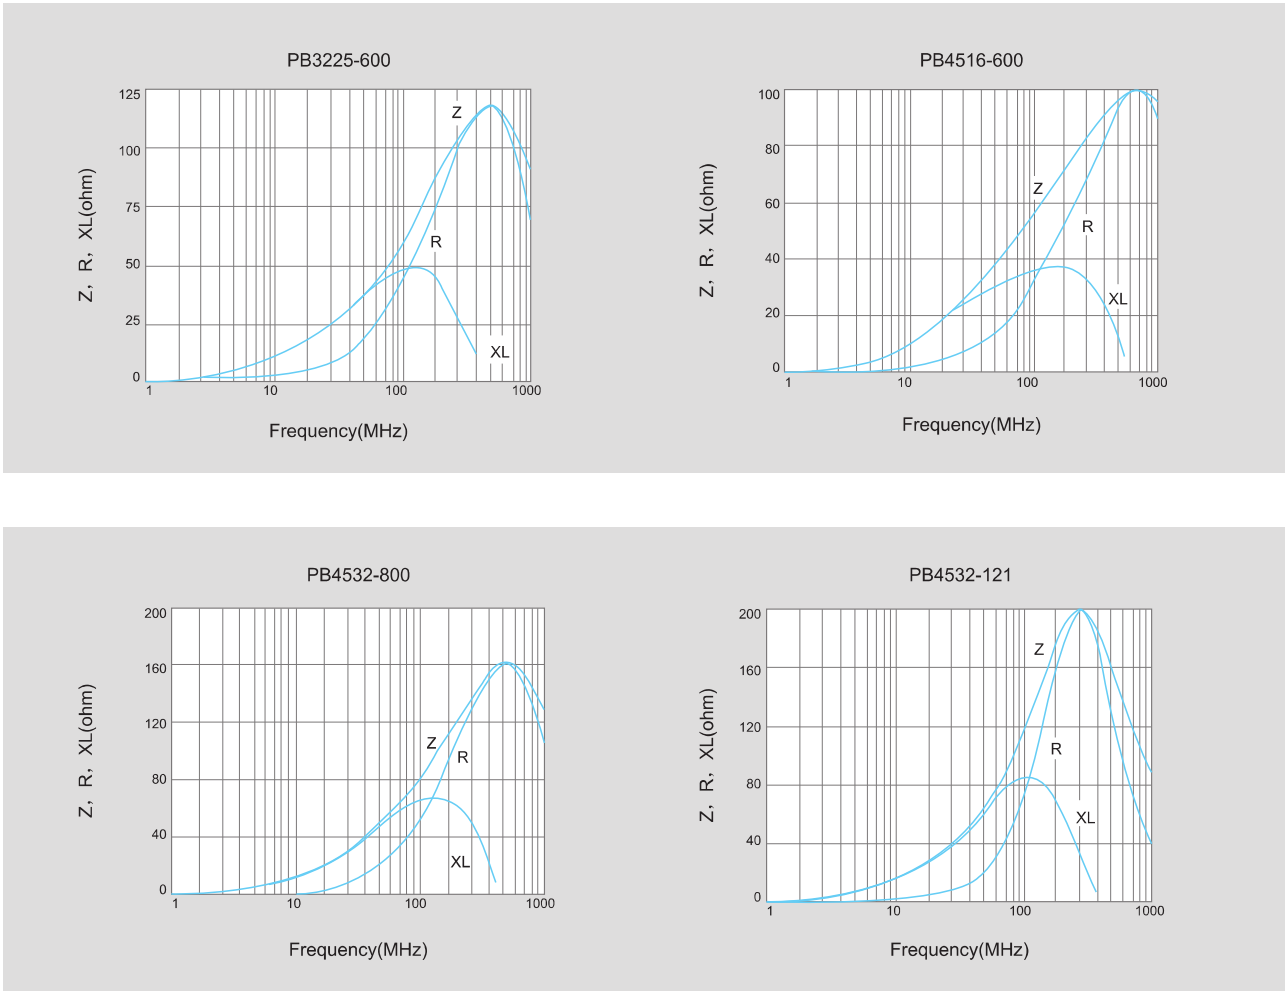 PB3225-600
125
100
75
50
25
0
Z
R
XL
Z, R, XL(ohm)
1 10 100 1000
Frequency(MHz)
PB4516-600
100
80
60
40
20
0
Z
R
XL
Z, R, XL(ohm)
1 10 100 1000
Frequency(MHz)
PB4532-800
200
160
120
80
40
0
Z
R
XL
Z, R, XL(ohm)
1 10 100 1000
Frequency(MHz)
PB4532-121
200
160
120
80
40
0
Z
R
XL
Z, R, XL(ohm)
1 10 100 1000
Frequency(MHz)